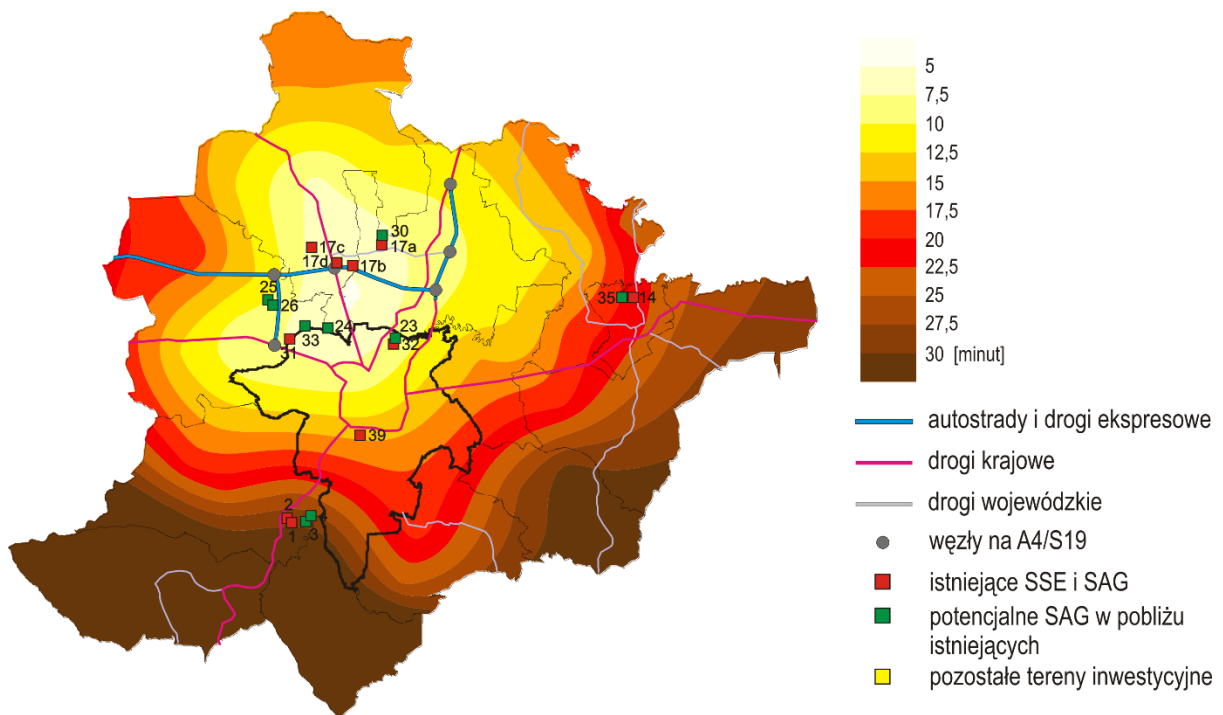 30
17c
17a
17d
17b
25
26
33
24
23
31
32
35
14
39
2
1
3
4
5
7,5
10
12,5
15
17,5
20
22,5
25
27,5
30 [minut]
autostrady i drogi ekspresowe
drogi krajowe
drogi wojewódzkie
węzły na A4/S19
istniejące SSE i SAG
potencjalne SAG w pobliżu
istniejących
pozostałe tereny inwestycyjne